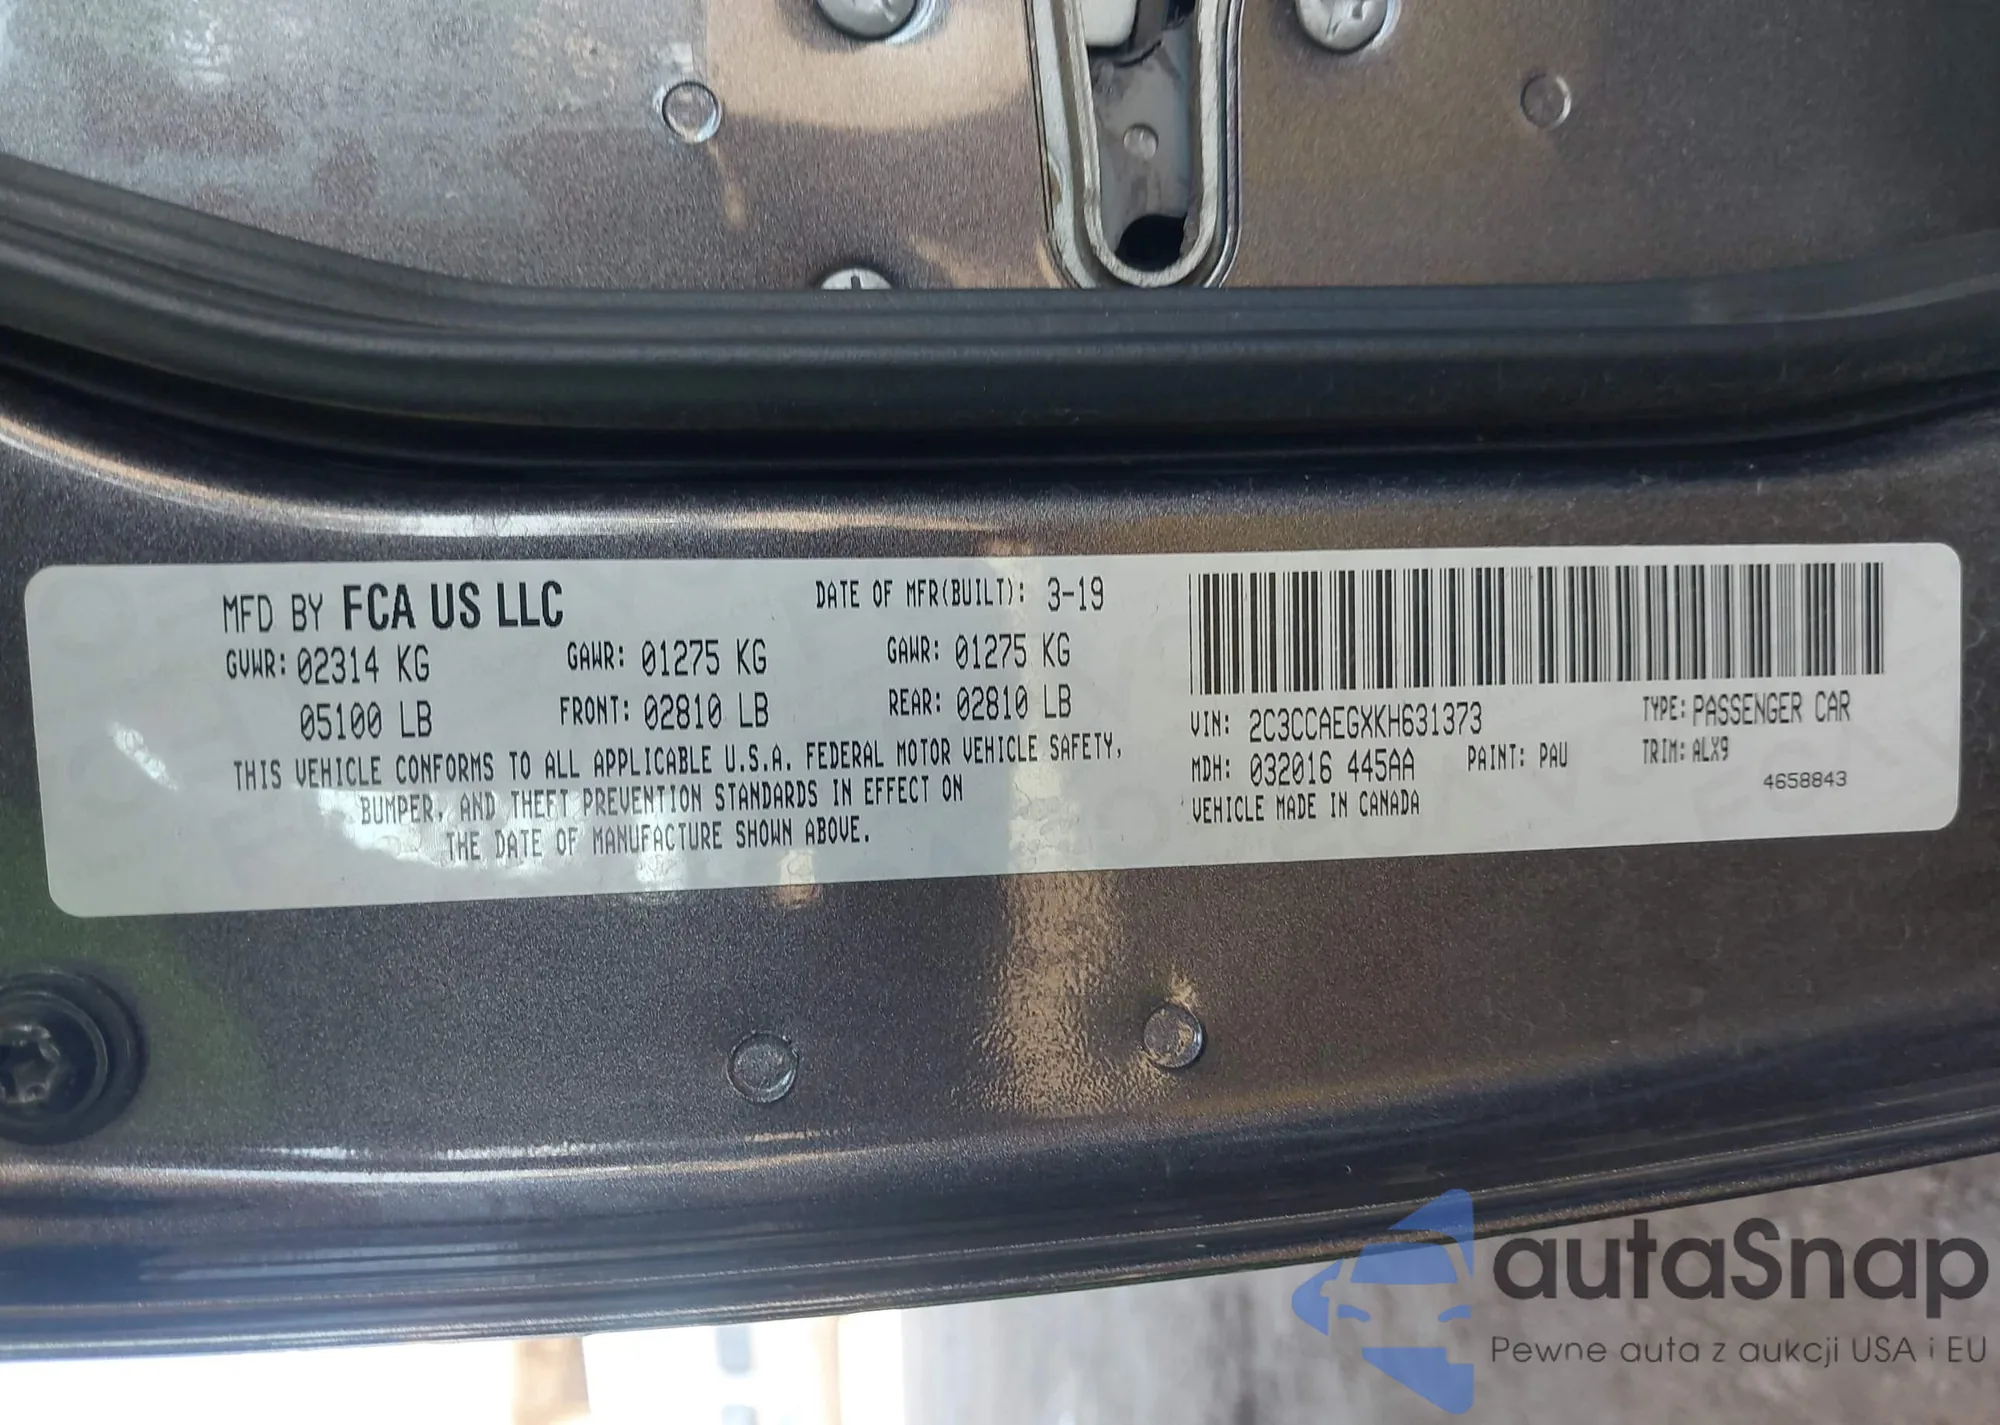 MFD BY FCA US LLC
DATE OF MFR(BUILT): 3-19
GVWR: 02314 KG
GAWR: 01275 KG
GAWR: 01275 KG
05100 LB
FRONT: 02810 LB
REAR: 02810 LB
THIS VEHICLE CONFORMS TO ALL APPLICABLE U.S.A. FEDERAL MOTOR VEHICLE SAFETY,
BUMPER, AND THEFT PREVENTION STANDARDS IN EFFECT ON
THE DATE OF MANUFACTURE SHOWN ABOVE.
VIN: 2C3CCAEGXKH631373
TYPE: PASSENGER CAR
MDH: 032016 445AA
PAINT: PAU
TRIM: ALX9
VEHICLE MADE IN CANADA
4658843
autaSnap
Pewne auta z aukcji USA i EU